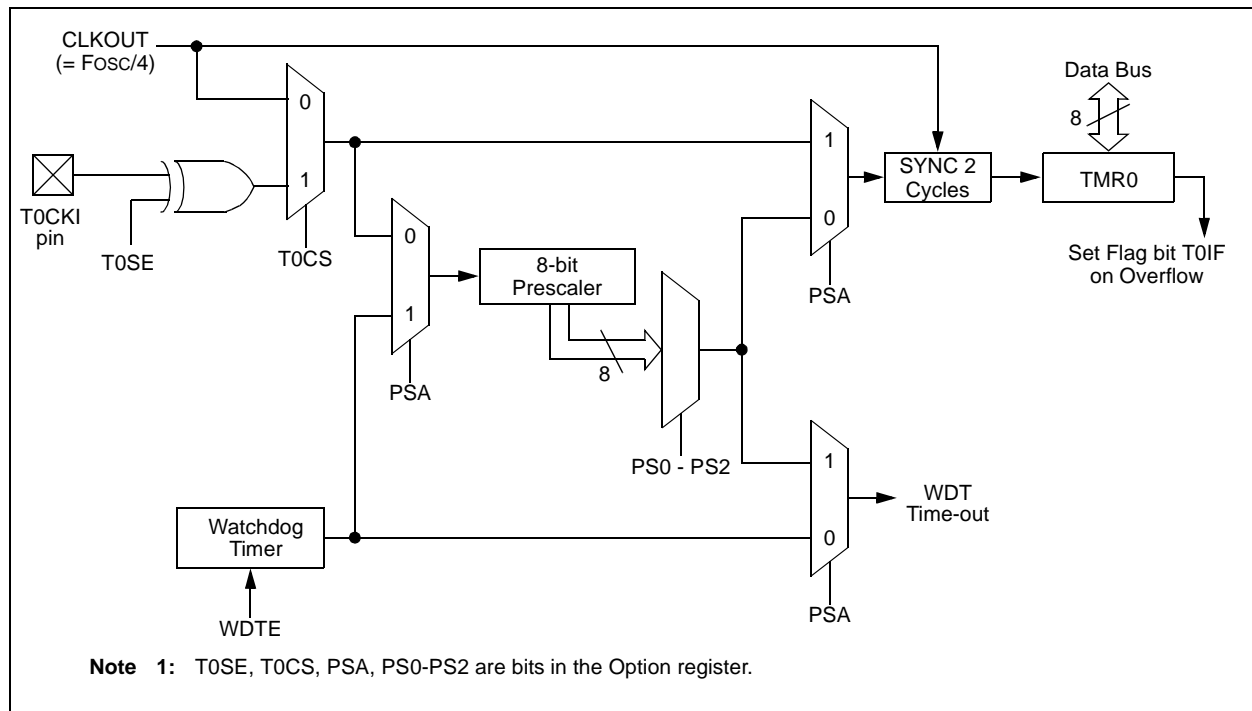 CLKOUT
(= FOSC/4)
Data Bus
0
8
1
SYNC 2
Cycles
TMR0
1
T0CKI
pin
T0SE
T0CS
0
8-bit
Prescaler
0
PSA
Set Flag bit T0IF
on Overflow
1
8
PSA
PS0 - PS2
1
WDT
Time-out
Watchdog
Timer
0
WDTE
PSA
Note 1: T0SE, T0CS, PSA, PS0-PS2 are bits in the Option register.